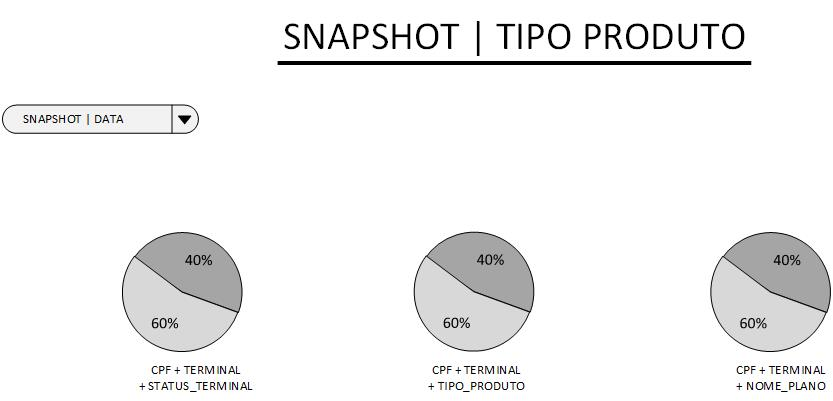 SNAPSHOT | TIPO PRODUTO
SNAPSHOT | DATA
40%
60%
CPF + TERMINAL
+ STATUS_TERMINAL
40%
60%
CPF + TERMINAL
+ TIPO_PRODUTO
40%
60%
CPF + TERMINAL
+ NOME_PLANO